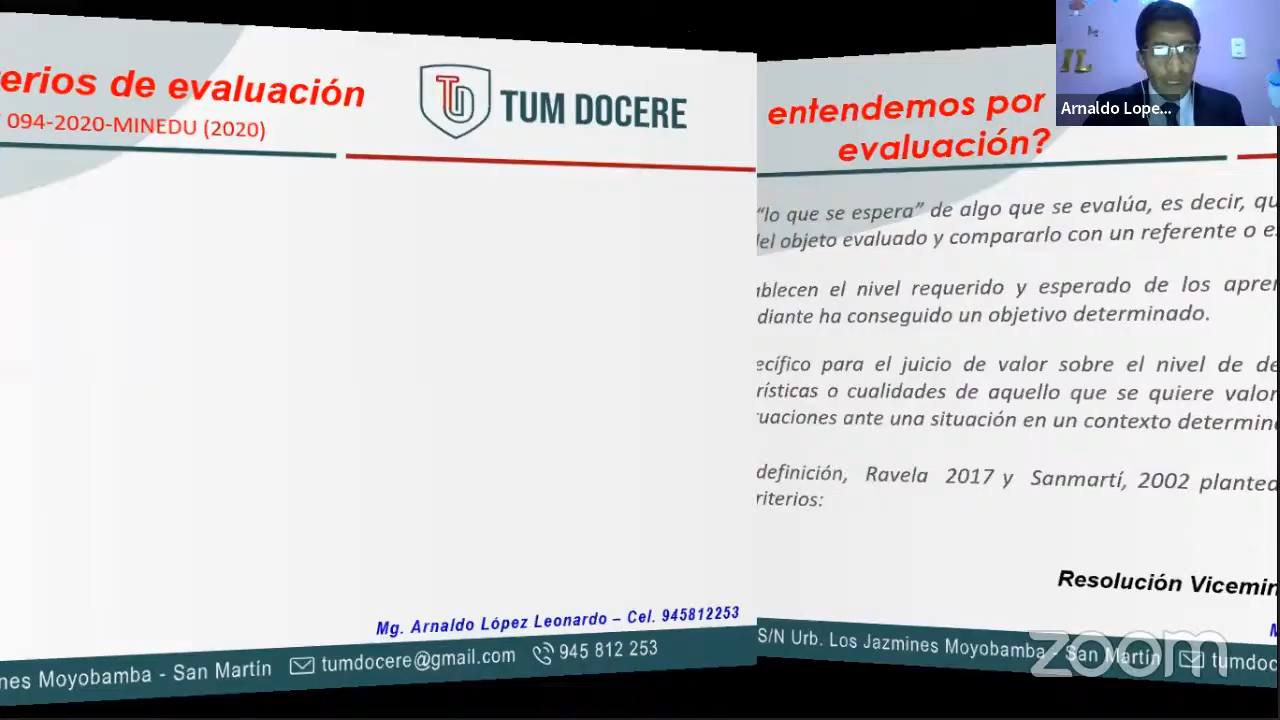 erios de evaluación
094-2020-MINEDU (2020)
TUM DOCERE
Mg. Arnaldo López Leonardo – Cel. 945812253
nes Moyobamba - San Martín
tumdocere@gmail.com
945 812 253
entendemos por
evaluación?
“lo que se espera” de algo que se evalúa, es decir, qu
del objeto evaluado y compararlo con un referente o es
ablecen el nivel requerido y esperado de los apren
diante ha conseguido un objetivo determinado.
ecífico para el juicio de valor sobre el nivel de de
rísticas o cualidades de aquello que se quiere valor
tuaciones ante una situación en un contexto determin
definición, Ravela 2017 y Sanmartí, 2002 plantea
riterios:
Resolución Vicemin
S/N Urb. Los Jazmines Moyobamba - San Martín
tumdoc
Arnaldo Lope...
IL
zoom